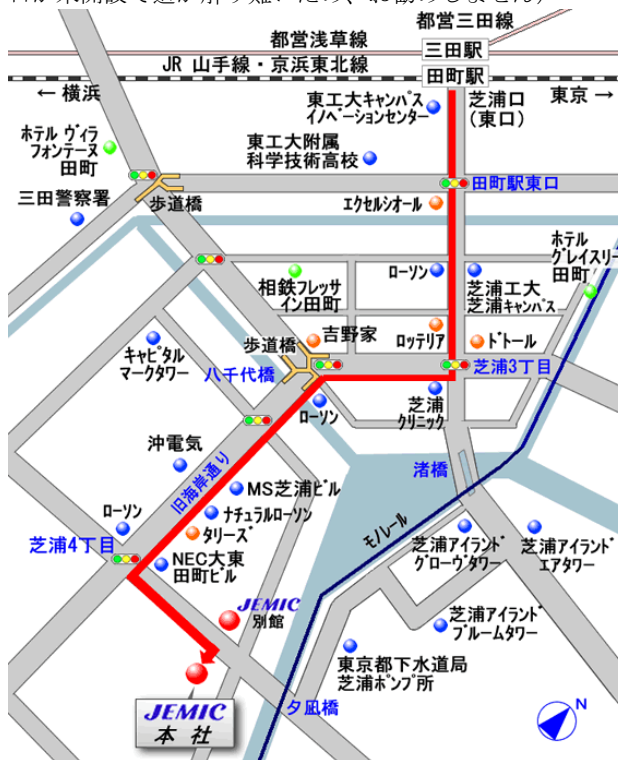 都営三田線
都営浅草線
三田駅
JR 山手線・京浜東北線
田町駅
← 横浜
東京 →
芝浦口
(東口)
東工大キャンパス
イノベーションセンター
ホテル ヴィラ
フォンテーヌ
田町
東工大附属
科学技術高校
田町駅東口
三田警察署
歩道橋
エクセルシオール
ホテル
グレイスリー
田町
相鉄フレッサ
イン田町
ローソン
芝浦工大
芝浦キャンパス
吉野家
ロッテリア
ドトール
歩道橋
キャピタル
マークタワー
八千代橋
芝浦3丁目
ローソン
芝浦
クリニック
沖電気
渚橋
旧海岸通り
MS芝浦ビル
ローソン
ナチュラルローソン
タリーズ
モノレール
芝浦4丁目
NEC大東
田町ビル
芝浦アイランド
グローヴタワー
芝浦アイランド
エアタワー
JEMIC
別館
芝浦アイランド
ブルームタワー
東京都下水道局
芝浦ポンプ所
夕凪橋
JEMIC
本 社
N